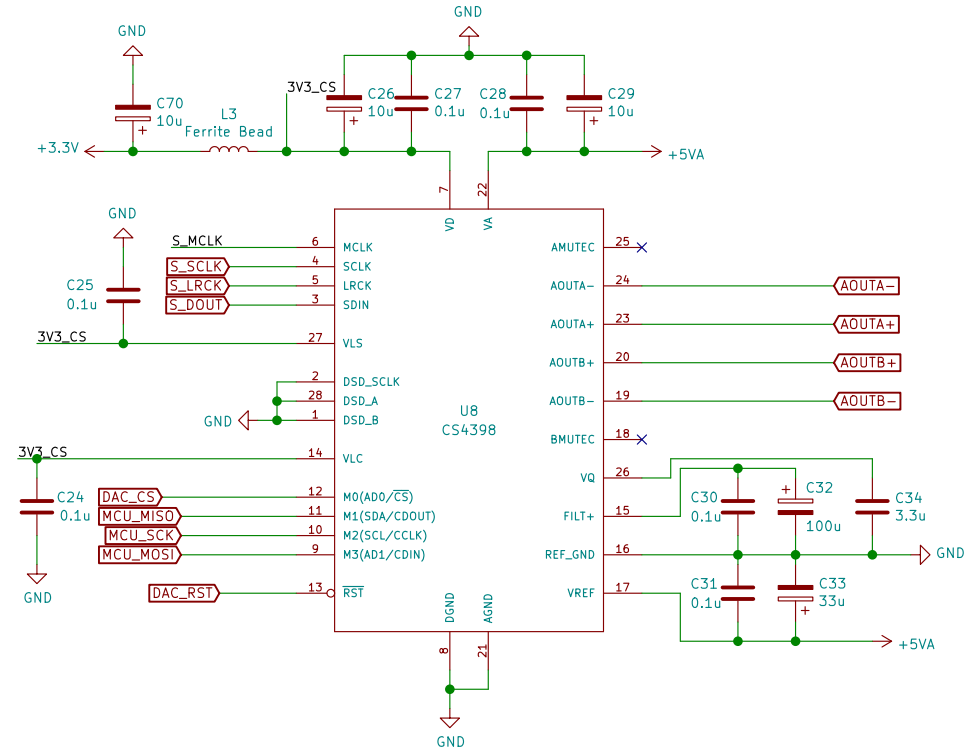 GND
GND
3V3_CS
C26
10u
C27
0.1u
C28
0.1u
C29
10u
C70
10u
L3
Ferrite Bead
+3.3V
+5VA
7
22
VD
VA
GND
S_MCLK
6
MCLK
AMUTEC
25
S_SCLK
4
SCLK
S_LRCK
5
LRCK
AOUTA-
24
AOUTA-
C25
0.1u
S_DOUT
3
SDIN
AOUTA+
23
AOUTA+
3V3_CS
27
VLS
AOUTB+
20
AOUTB+
2
DSD_SCLK
28
DSD_A
AOUTB-
19
AOUTB-
GND
1
DSD_B
U8
CS4398
BMUTEC
18
3V3_CS
14
VLC
VQ
26
C24
0.1u
DAC_CS
12
M0(AD0/CS)
MCU_MISO
11
M1(SDA/CDOUT)
FILT+
15
C30
0.1u
C32
100u
C34
3.3u
MCU_SCK
10
M2(SCL/CCLK)
MCU_MOSI
9
M3(AD1/CDIN)
REF_GND
16
GND
GND
DAC_RST
13
RST
VREF
17
C31
0.1u
C33
33u
+5VA
DGND
AGND
8
21
GND